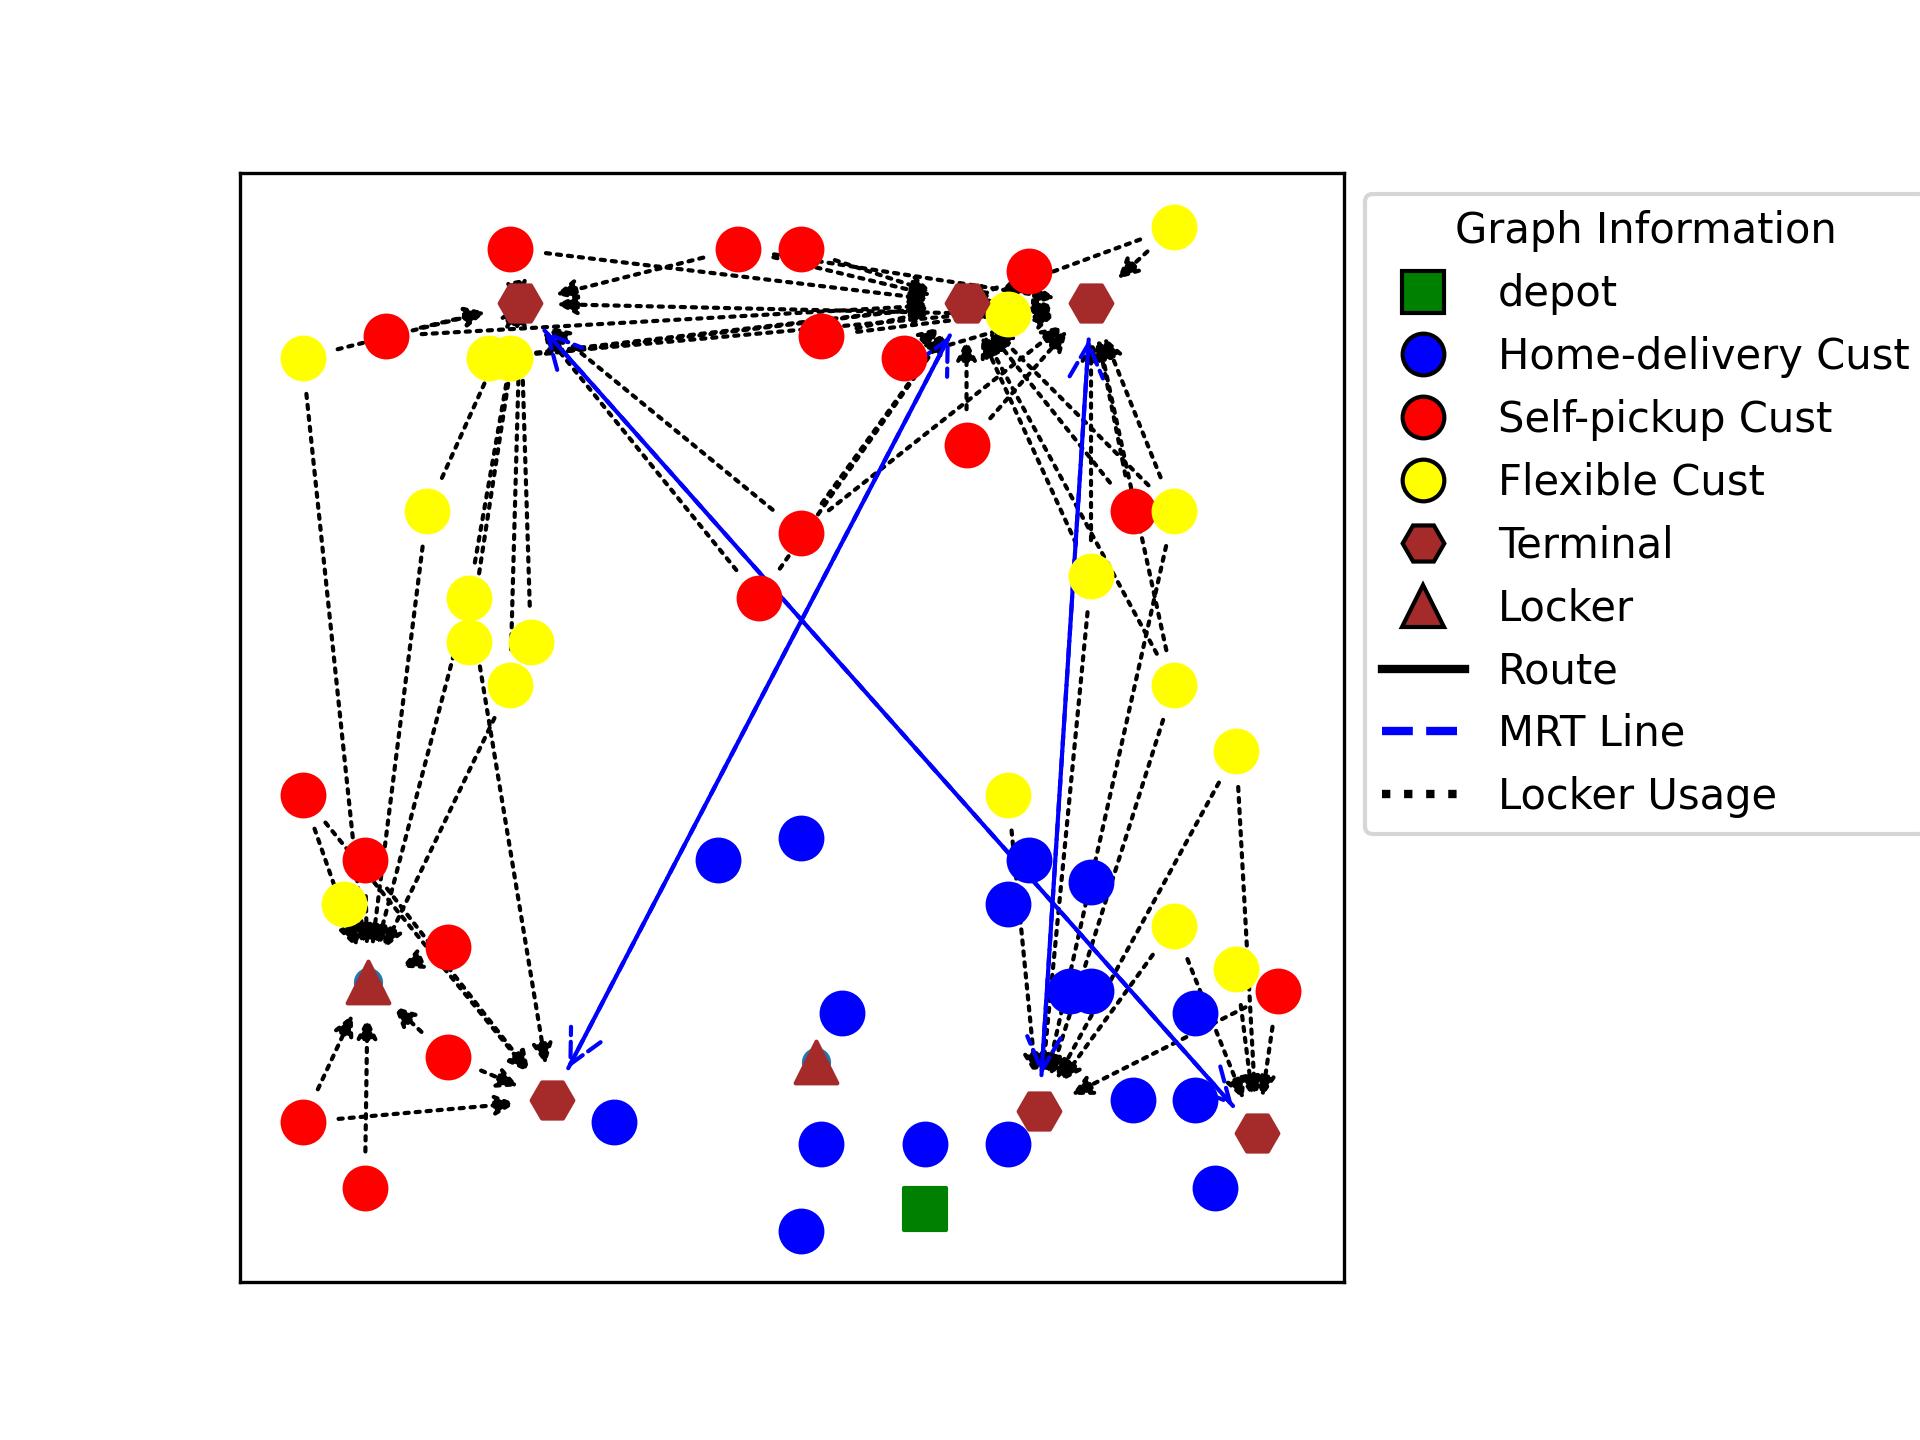 Graph Information
depot
Home-delivery Cust
Self-pickup Cust
Flexible Cust
Terminal
Locker
Route
MRT Line
Locker Usage